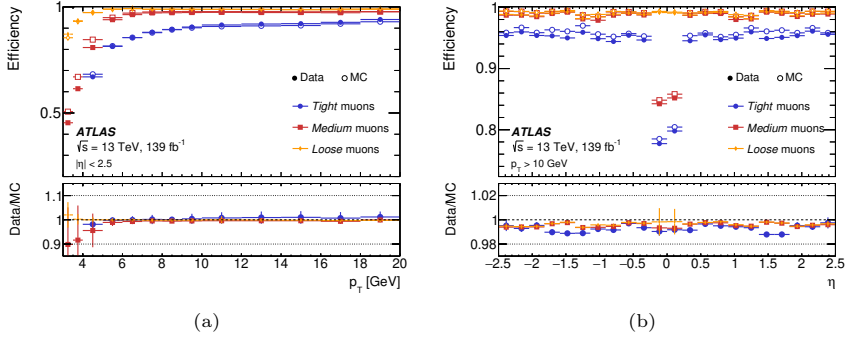 Efficiency
1
0.5
Data MC
Tight muons
Medium muons
Loose muons
ATLAS
√s = 13 TeV, 139 fb⁻¹
|η| < 2.5
Data/MC
1.1
1
0.9
4 6 8 10 12 14 16 18 20
p_T [GeV]
(a)
Efficiency
1
0.9
0.8
Data MC
Tight muons
Medium muons
Loose muons
ATLAS
√s = 13 TeV, 139 fb⁻¹
p_T > 10 GeV
Data/MC
1.02
1
0.98
−2.5 −2 −1.5 −1 −0.5 0 0.5 1 1.5 2 2.5
η
(b)